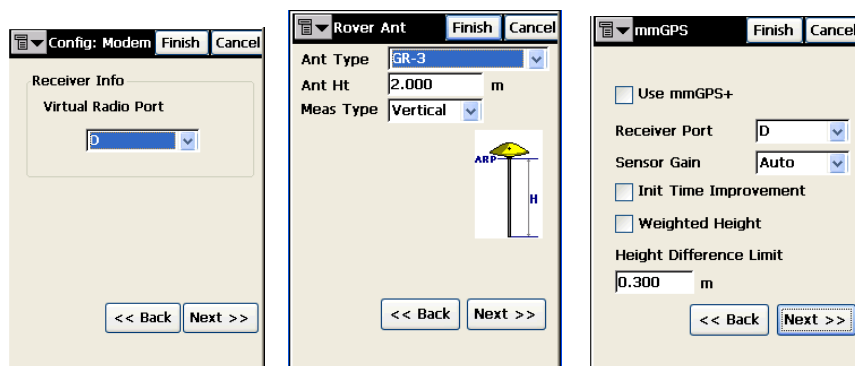 Config: Modem Finish Cancel
Receiver Info
Virtual Radio Port
D
<< Back Next >>
Rover Ant Finish Cancel
Ant Type GR-3
Ant Ht 2.000 m
Meas Type Vertical
ARP
H
<< Back Next >>
mmGPS Finish Cancel
Use mmGPS+
Receiver Port D
Sensor Gain Auto
Init Time Improvement
Weighted Height
Height Difference Limit
0.300 m
<< Back Next >>